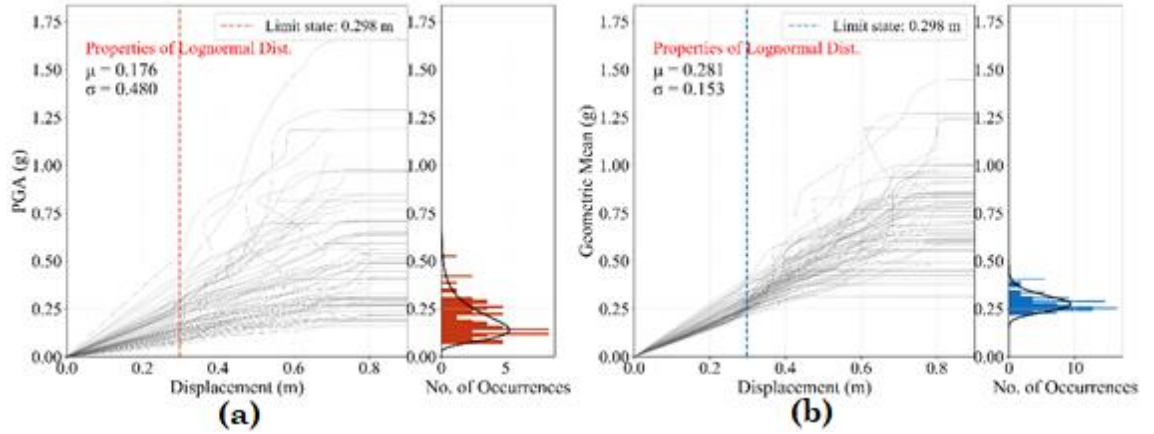 1.75
1.50
1.25
1.00
0.75
0.50
0.25
0.00
PGA (g)
Limit state: 0.298 m
Properties of Lognormal Dist.
μ = 0.176
σ = 0.480
0.0 0.2 0.4 0.6 0.8
Displacement (m)
1.75
1.50
1.25
1.00
0.75
0.50
0.25
0.00
0 5
No. of Occurrences
(a)
1.75
1.50
1.25
1.00
0.75
0.50
0.25
0.00
Geometric Mean (g)
Limit state: 0.298 m
Properties of Lognormal Dist.
μ = 0.281
σ = 0.153
0.0 0.2 0.4 0.6 0.8
Displacement (m)
1.75
1.50
1.25
1.00
0.75
0.50
0.25
0.00
0 10
No. of Occurrences
(b)